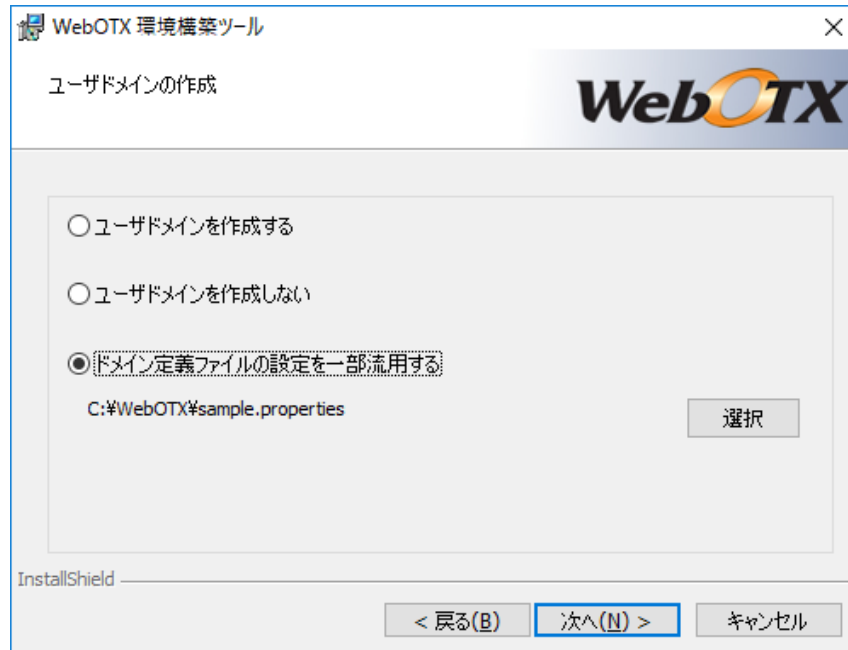 WebOTX 環境構築ツール
ユーザドメインの作成
WebOTX
ユーザドメインを作成する
ユーザドメインを作成しない
ドメイン定義ファイルの設定を一部流用する
C:¥WebOTX¥sample.properties
選択
InstallShield
< 戻る(B)
次へ(N) >
キャンセル